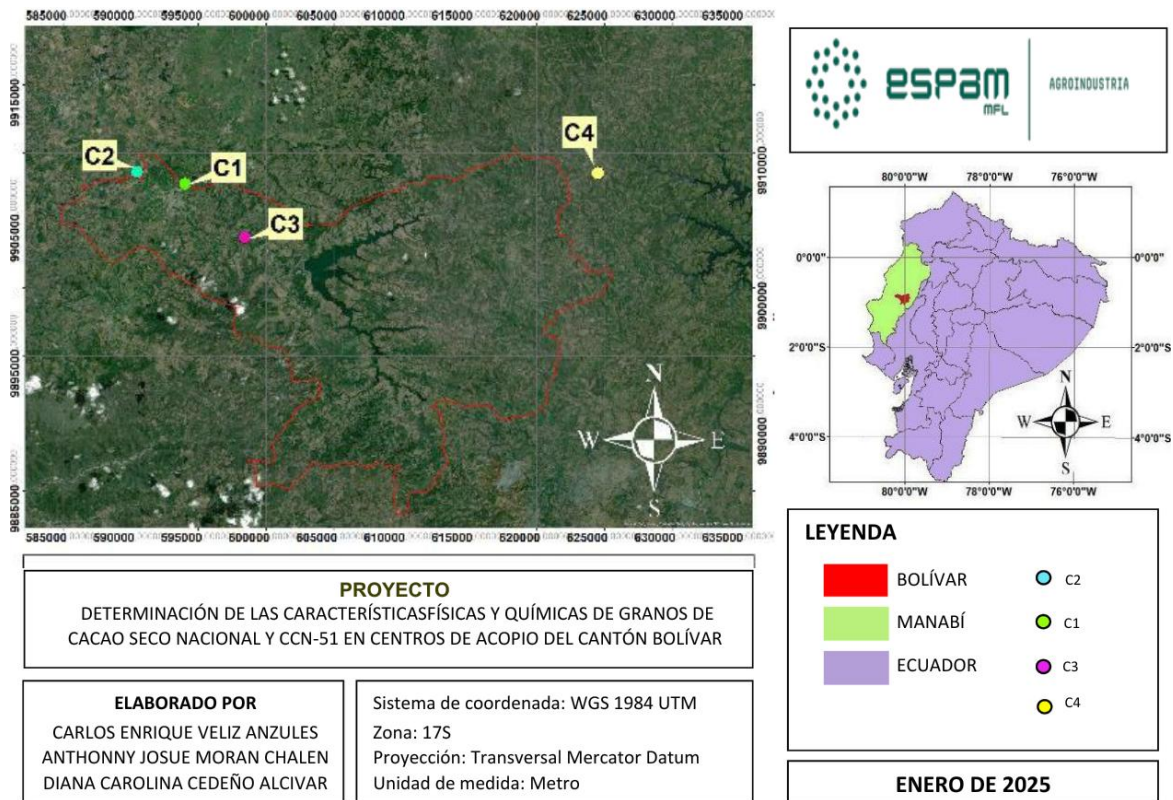 585000 590000 595000 600000 605000 610000 615000 620000 625000 630000 635000
9915000
9910000
9905000
9900000
9895000
9890000
9885000
C2
C1
C3
C4
N
W E
S
585000 590000 595000 600000 605000 610000 615000 620000 625000 630000 635000
espam
MFL
AGROINDUSTRIA
80°0'0"W 78°0'0"W 76°0'0"W
0°0'0" 0°0'0"
2°0'0"S 2°0'0"S
4°0'0"S 4°0'0"S
N
W E
S
80°0'0"W 78°0'0"W 76°0'0"W
PROYECTO
DETERMINACIÓN DE LAS CARACTERÍSTICASFÍSICAS Y QUÍMICAS DE GRANOS DE
CACAO SECO NACIONAL Y CCN-51 EN CENTROS DE ACOPIO DEL CANTÓN BOLÍVAR
ELABORADO POR
CARLOS ENRIQUE VELIZ ANZULES
ANTHONNY JOSUE MORAN CHALEN
DIANA CAROLINA CEDEÑO ALCIVAR
Sistema de coordenada: WGS 1984 UTM
Zona: 17S
Proyección: Transversal Mercator Datum
Unidad de medida: Metro
LEYENDA
BOLÍVAR
MANABÍ
ECUADOR
C2
C1
C3
C4
ENERO DE 2025